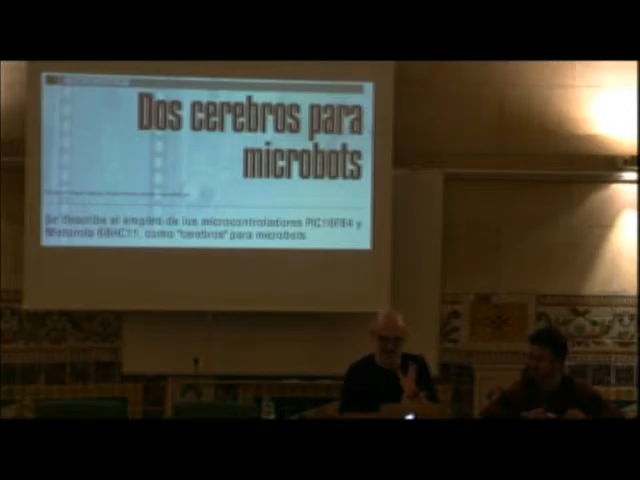 Dos cerebros para
microbots
Se describe el empleo de los microcontroladores PIC16F84 y
Motorola 68HC11, como "cerebros" para microbots